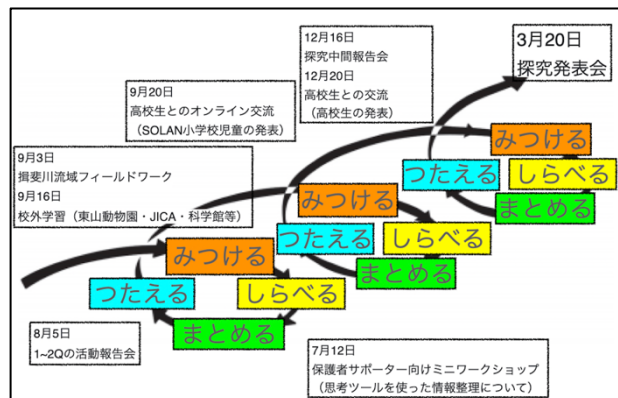 12月16日
探究中間報告会
12月20日
高校生との交流
（高校生の発表）
3月20日
探究発表会
9月20日
高校生とのオンライン交流
（SOLAN小学校児童の発表）
9月3日
揖斐川流域フィールドワーク
9月16日
校外学習（東山動物園・JICA・科学館等）
みつける
しらべる
まとめる
つたえる
みつける
しらべる
まとめる
つたえる
みつける
しらべる
まとめる
つたえる
8月5日
1~2Qの活動報告会
7月12日
保護者サポーター向けミニワークショップ
（思考ツールを使った情報整理について）